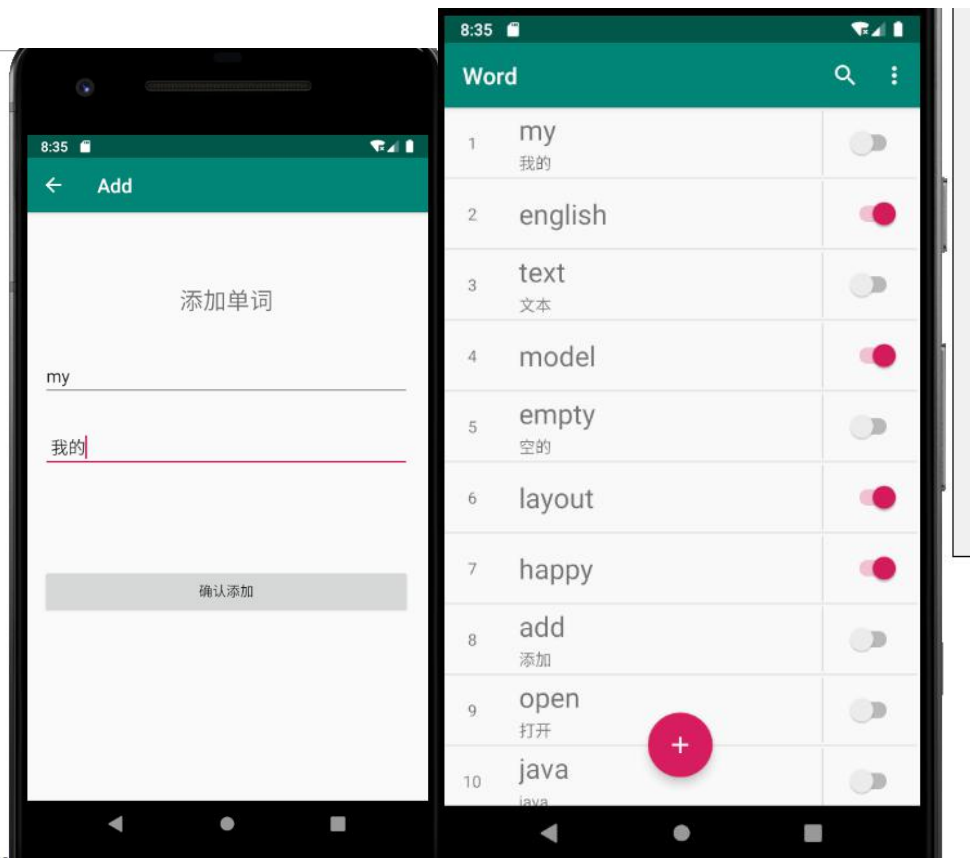 8:35
Add
添加单词
my
我的
确认添加
8:35
Word
1
my
我的
2
english
3
text
文本
4
model
5
empty
空的
6
layout
7
happy
8
add
添加
9
open
打开
10
java
java